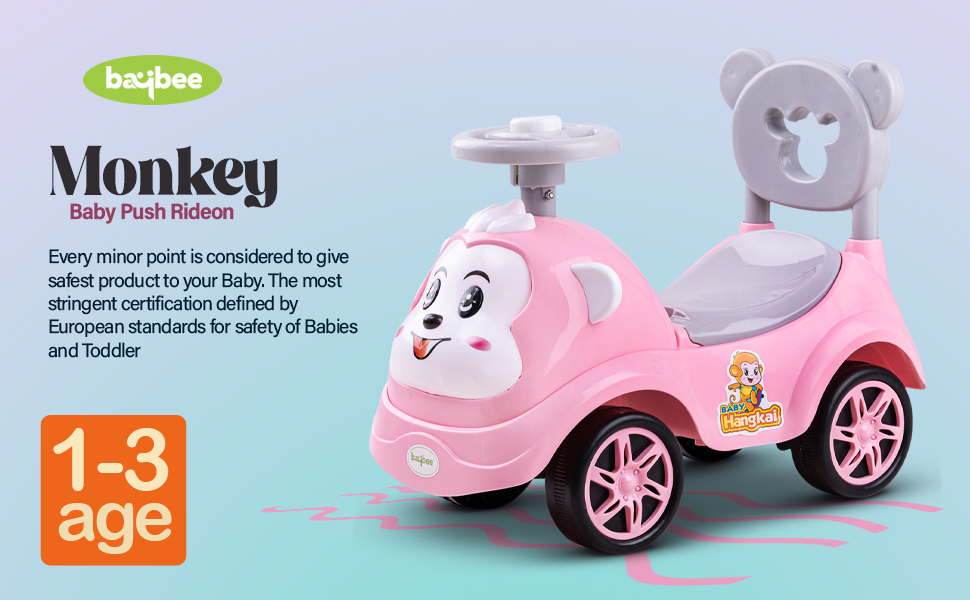 baybee
Monkey
Baby Push Rideon
Every minor point is considered to give
safest product to your Baby. The most
stringent certification defined by
European standards for safety of Babies
and Toddler
1-3
age
baybee
BABY
Hangkai